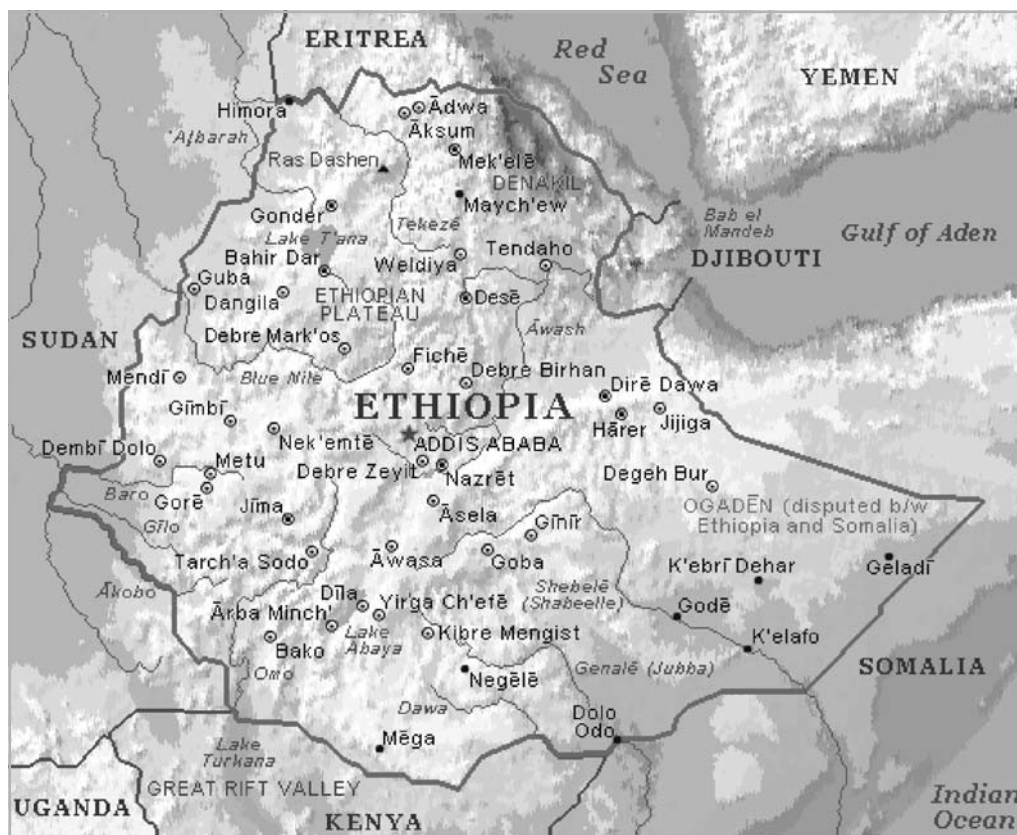 ERITREA
Red
Sea
YEMEN
Himora
Ādwa
'Aṭbarah
Āksum
Ras Dashen
Mek'elē
DENAKIL
Maych'ew
Gonder
Tekezē
Bab el
Mandeb
Lake T'ana
Gulf of Aden
Bahir Dar
Weldiya
Tendaho
DJIBOUTI
Guba
Dangila
ETHIOPIAN
PLATEAU
Desē
SUDAN
Debre Mark'os
Āwash
Fichē
Mendī
Blue Nile
Debre Birhan
Dirē Dawa
ETHIOPIA
Gīmbī
Nek'emtē
Hārer
Jijiga
Dembī Dolo
ADDIS ABABA
Metu
Debre Zeyit
Nazrēt
Degeh Bur
Baro
Gorē
Āsela
OGADĒN (disputed b/w
Ethiopia and Somalia)
Gīlo
Jīma
Gīnīr
Tarch'a Sodo
Āwasa
Goba
K'ebrī Dehar
Geladī
Ākobo
Shebelē
(Shabeelle)
Dīla
Yirga Ch'efē
Godē
Ārba Minch'
Lake
Abaya
Kibre Mengist
K'elafo
Bako
Omo
Negēlē
Genalē (Jubba)
SOMALIA
Dawa
Dolo
Odo
Mēga
Lake
Turkana
GREAT RIFT VALLEY
UGANDA
KENYA
Indian
Ocean